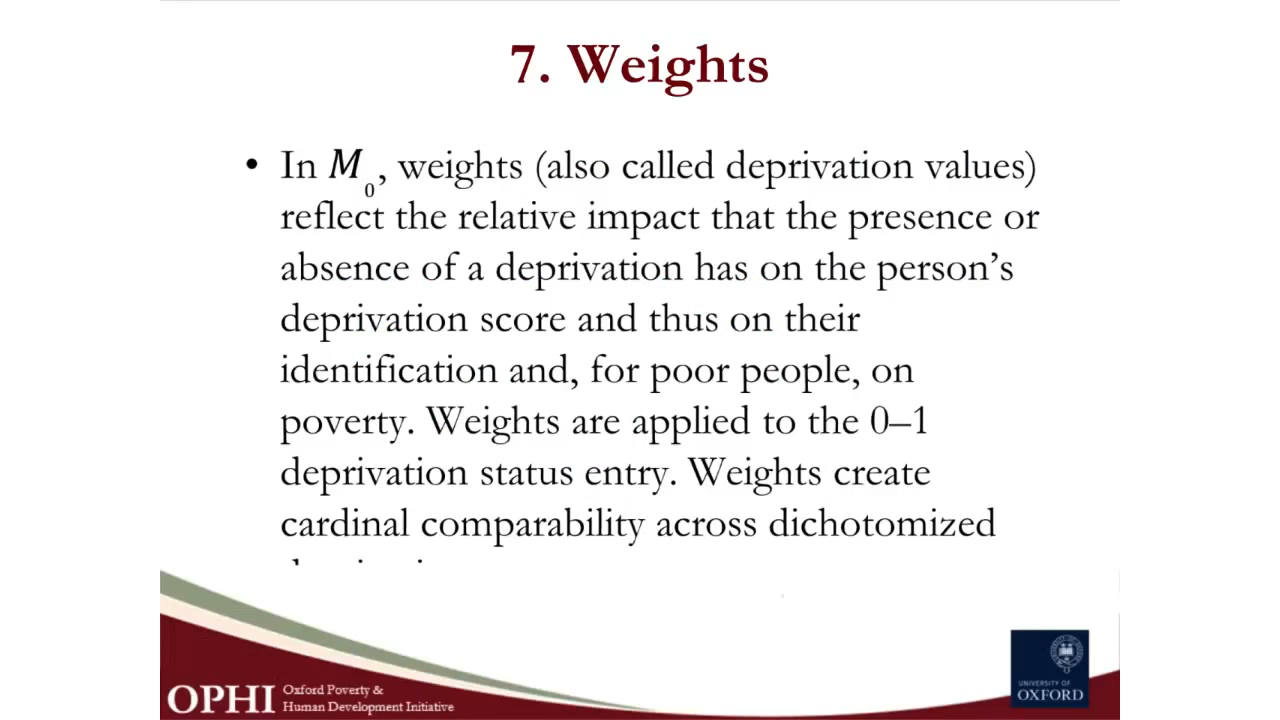 7. Weights
• In M₀, weights (also called deprivation values)
reflect the relative impact that the presence or
absence of a deprivation has on the person’s
deprivation score and thus on their
identification and, for poor people, on
poverty. Weights are applied to the 0–1
deprivation status entry. Weights create
cardinal comparability across dichotomized
OPHI
Oxford Poverty &
Human Development Initiative
UNIVERSITY OF
OXFORD